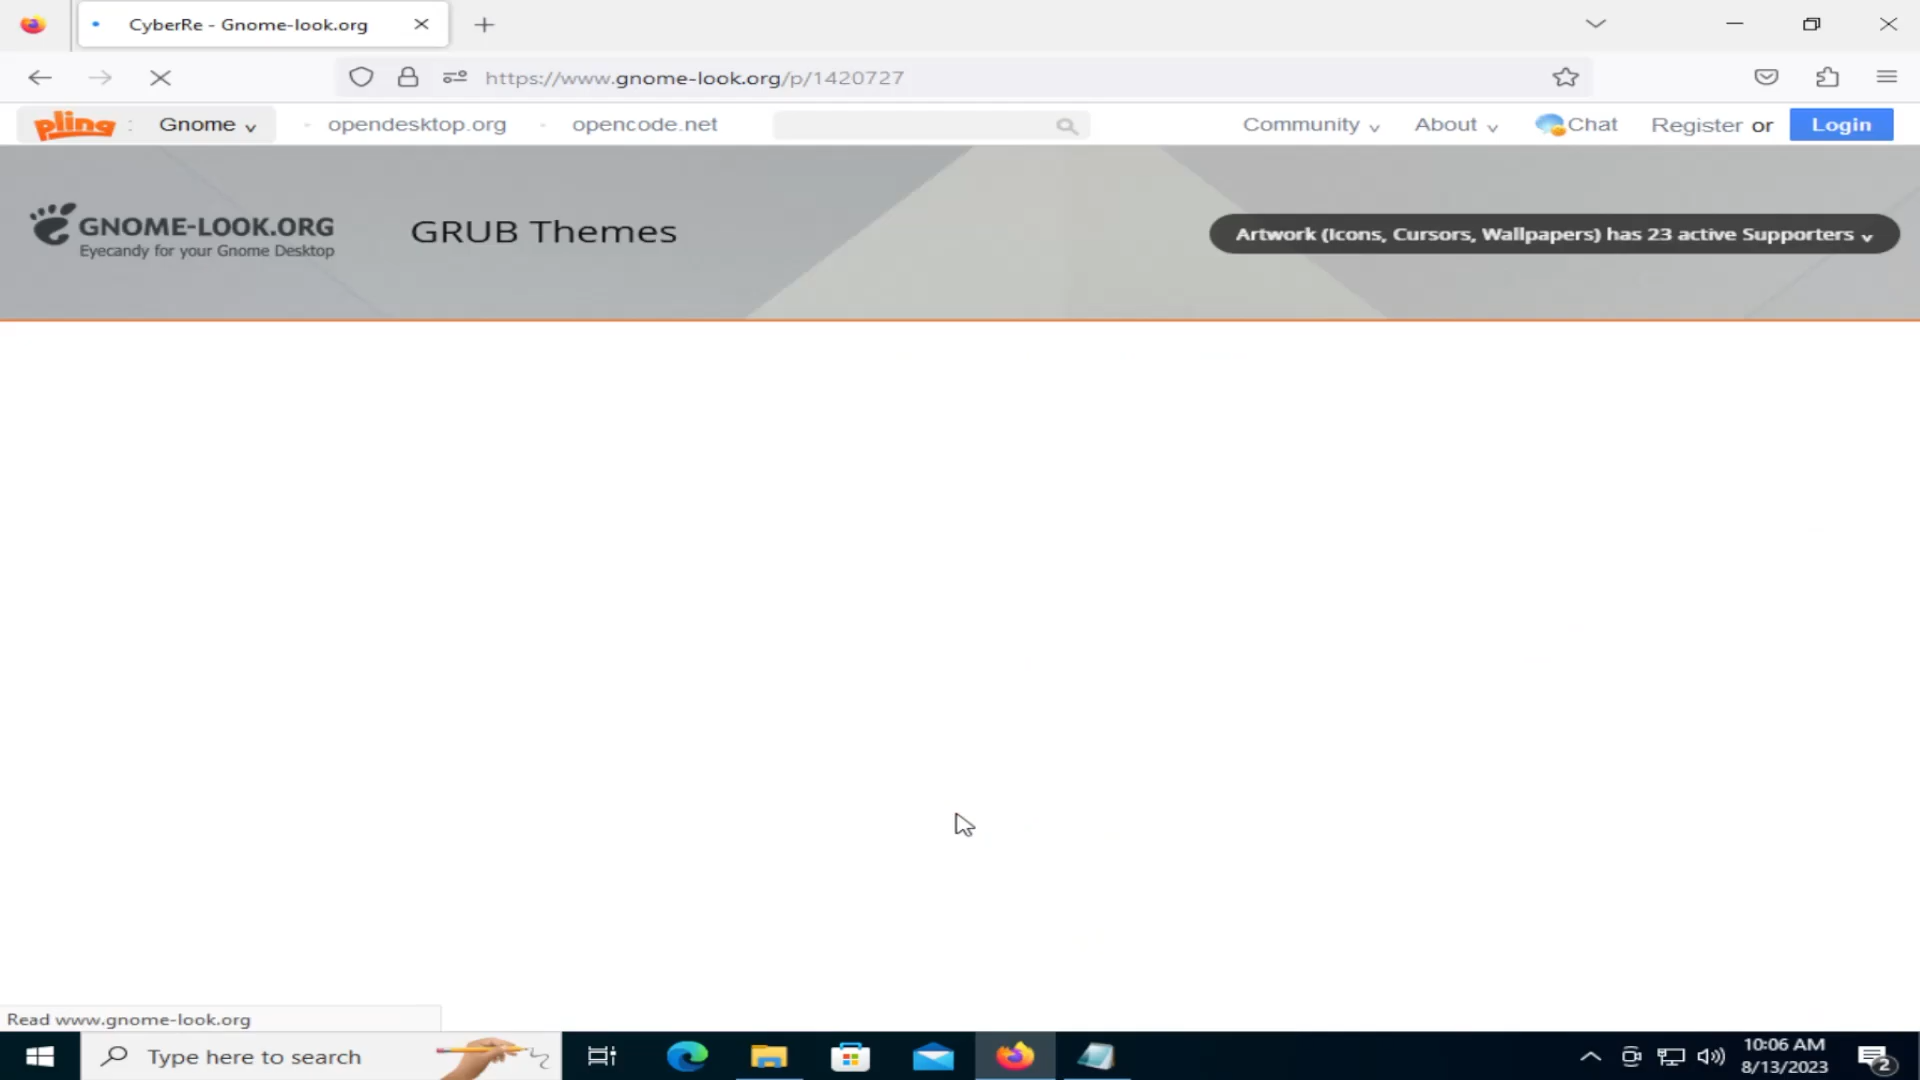 CyberRe - Gnome-look.org
https://www.gnome-look.org/p/1420727
pling : Gnome opendesktop.org opencode.net Community About Chat Register or Login
GNOME-LOOK.ORG
Eyecandy for your Gnome Desktop
GRUB Themes
Artwork (Icons, Cursors, Wallpapers) has 23 active Supporters
Read www.gnome-look.org
Type here to search
10:06 AM
8/13/2023
2